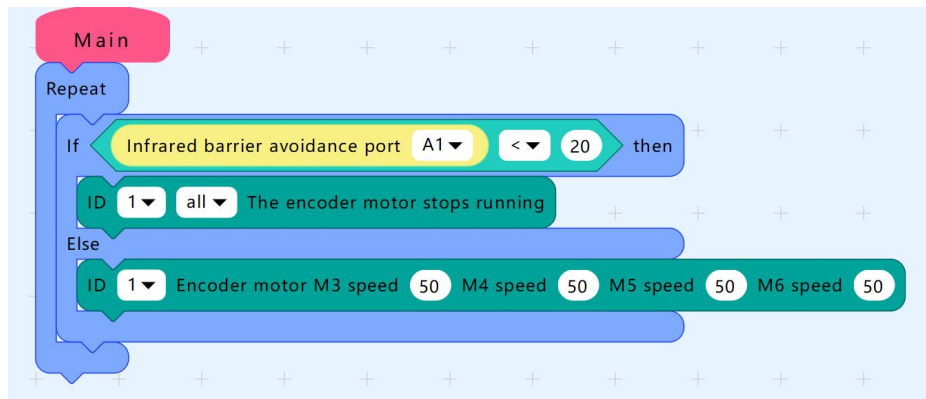 Main
Repeat
If Infrared barrier avoidance port A1 < 20 then
ID 1 all The encoder motor stops running
Else
ID 1 Encoder motor M3 speed 50 M4 speed 50 M5 speed 50 M6 speed 50